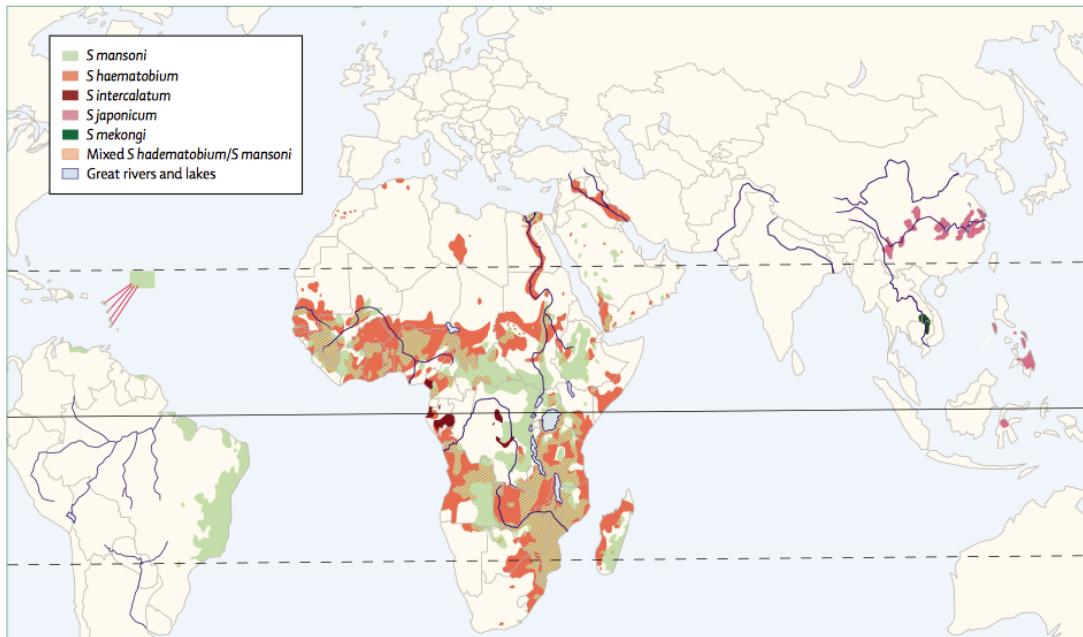 S mansoni
S haematobium
S intercalatum
S japonicum
S mekongi
Mixed S hadematobium/S mansoni
Great rivers and lakes